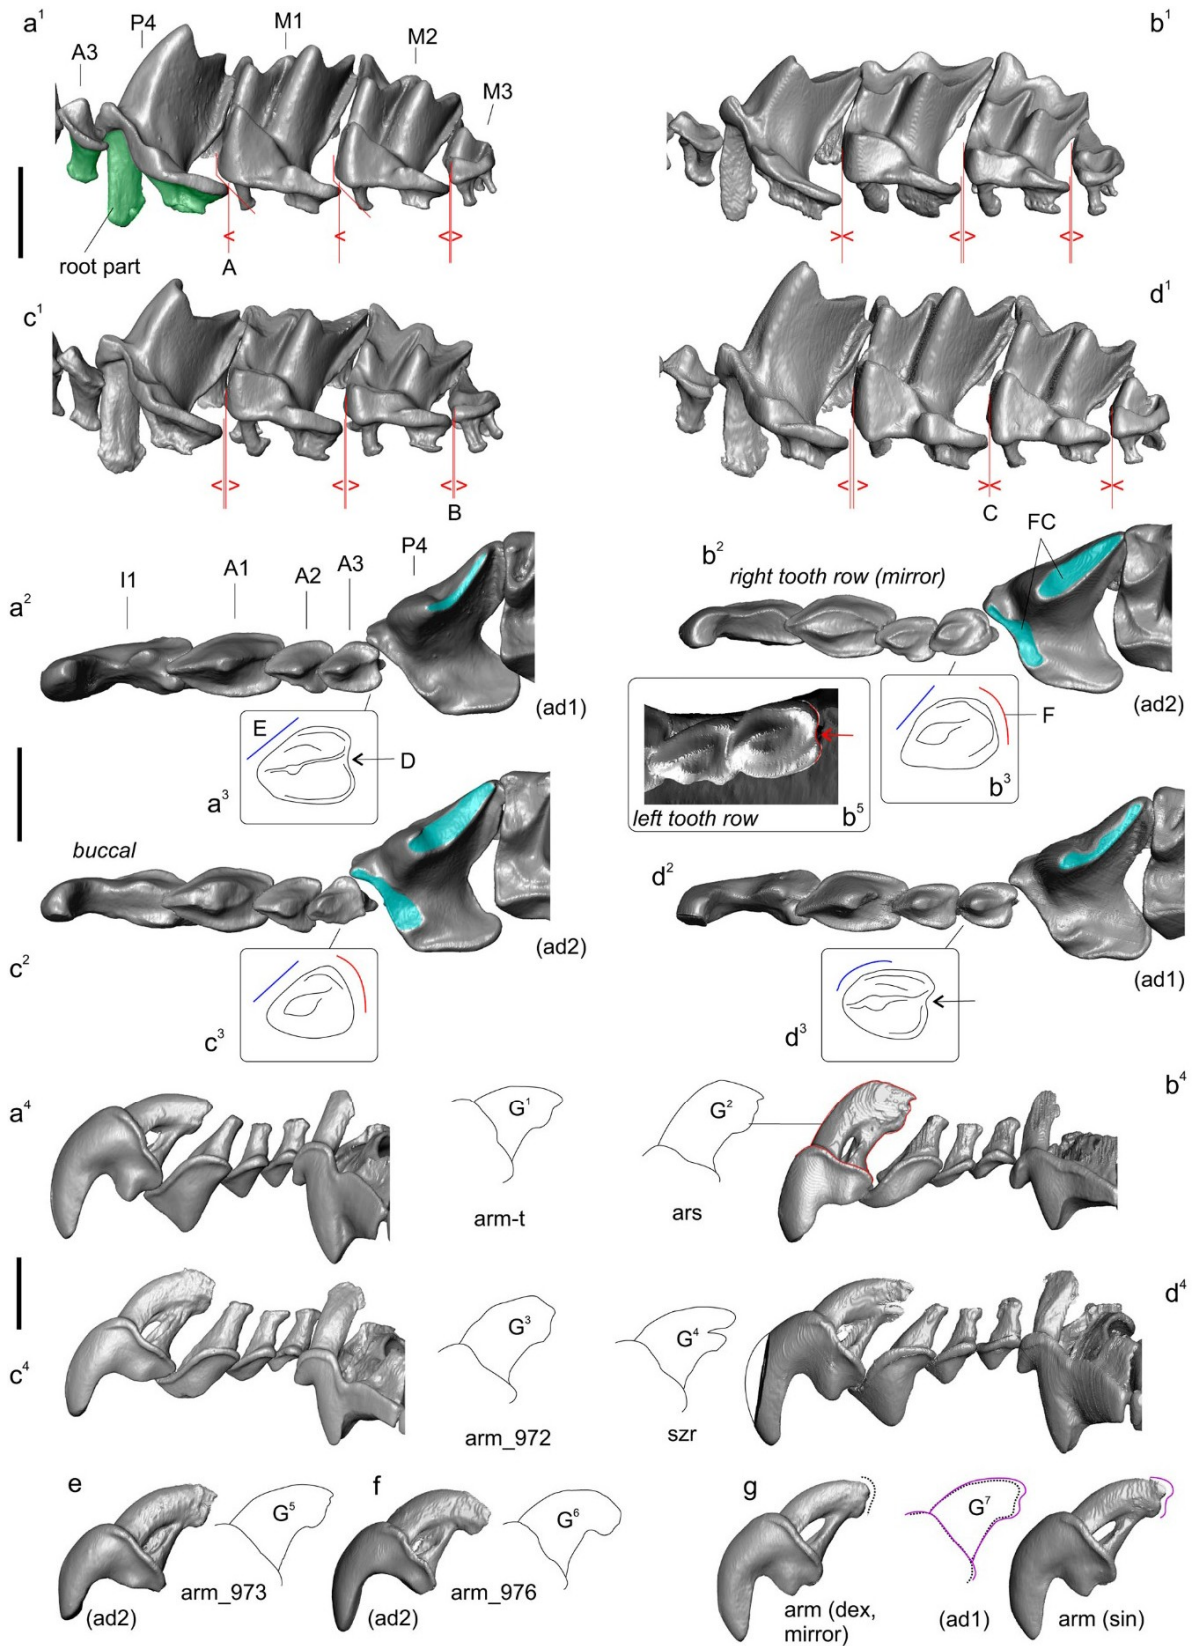 a1
P4
M1
M2
b1
A3
M3
root part
< < <>
A
>< <> <>
c1
d1
<> <> <>
B
<> >< ><
C
a2
I1
A1
A2
A3
P4
b2
FC
right tooth row (mirror)
(ad1)
(ad2)
E
D
a3
F
b3
left tooth row
b5
buccal
c2
(ad2)
d2
(ad1)
c3
d3
a4
G1
G2
b4
arm-t
ars
c4
G3
G4
d4
arm_972
szr
e
G5
f
G6
g
G7
arm_973
arm_976
(ad2)
(ad2)
arm (dex,
mirror)
(ad1)
arm (sin)